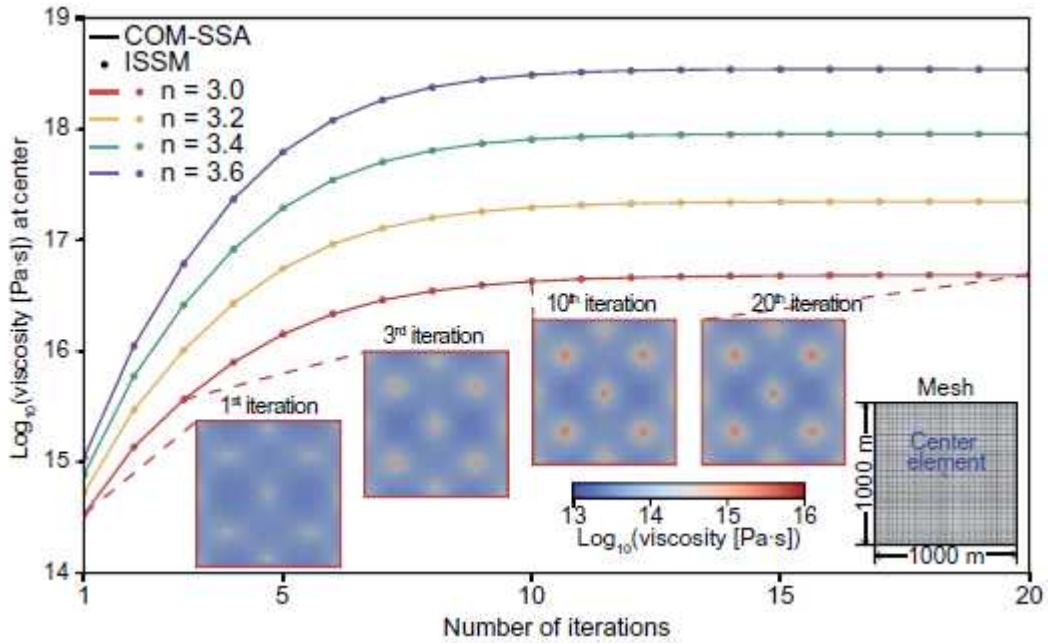 19
18
17
16
15
14
Log₁₀(viscosity [Pa·s]) at center
COM-SSA
ISSM
n = 3.0
n = 3.2
n = 3.4
n = 3.6
1st iteration
3rd iteration
10th iteration
20th iteration
13 14 15 16
Log₁₀(viscosity [Pa·s])
Mesh
Center
element
1000 m
1000 m
1 5 10 15 20
Number of iterations